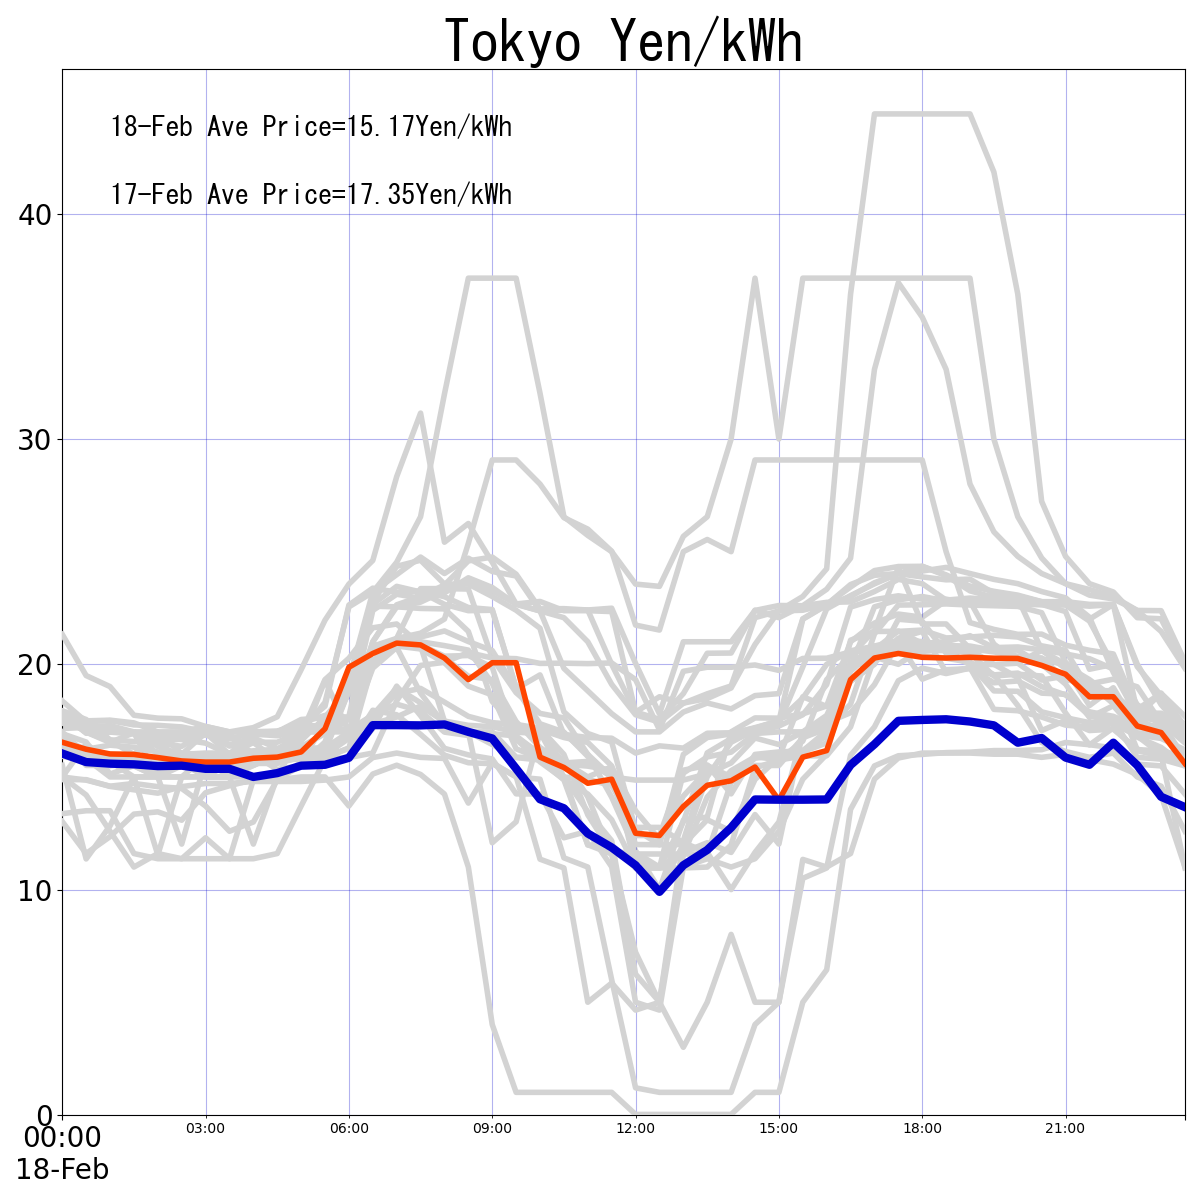 Tokyo Yen/kWh
18-Feb Ave Price=15.17Yen/kWh
17-Feb Ave Price=17.35Yen/kWh
40
30
20
10
0
00:00 03:00 06:00 09:00 12:00 15:00 18:00 21:00
18-Feb